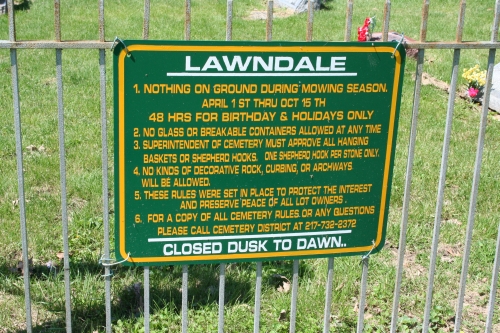 LAWNDALE
1. NOTHING ON GROUND DURING MOWING SEASON.
APRIL 1 ST THRU OCT 15 TH
48 HRS FOR BIRTHDAY & HOLIDAYS ONLY
2. NO GLASS OR BREAKABLE CONTAINERS ALLOWED AT ANY TIME
3. SUPERINTENDENT OF CEMETERY MUST APPROVE ALL HANGING
BASKETS OR SHEPHERD HOOKS. ONE SHEPHERD HOOK PER STONE ONLY.
4. NO KINDS OF DECORATIVE ROCK, CURBING, OR ARCHWAYS
WILL BE ALLOWED.
5. THESE RULES WERE SET IN PLACE TO PROTECT THE INTEREST
AND PRESERVE PEACE OF ALL LOT OWNERS.
6. FOR A COPY OF ALL CEMETERY RULES OR ANY QUESTIONS
PLEASE CALL CEMETERY DISTRICT AT 217-732-2372
CLOSED DUSK TO DAWN..